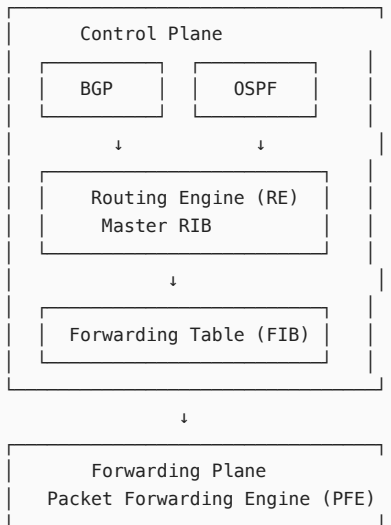 Control Plane
BGP OSPF
↓ ↓
Routing Engine (RE)
Master RIB
↓
Forwarding Table (FIB)
↓
Forwarding Plane
Packet Forwarding Engine (PFE)